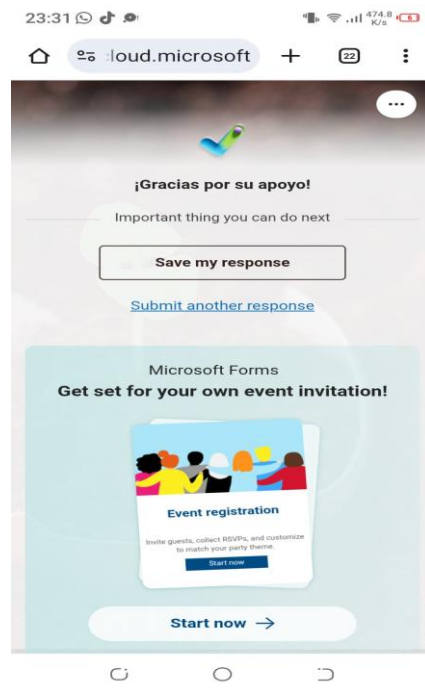 23:31
474.8
K/s
6
:loud.microsoft
22
¡Gracias por su apoyo!
Important thing you can do next
Save my response
Submit another response
Microsoft Forms
Get set for your own event invitation!
Event registration
Invite guests, collect RSVPs, and customize
to match your party theme.
Start now
Start now →